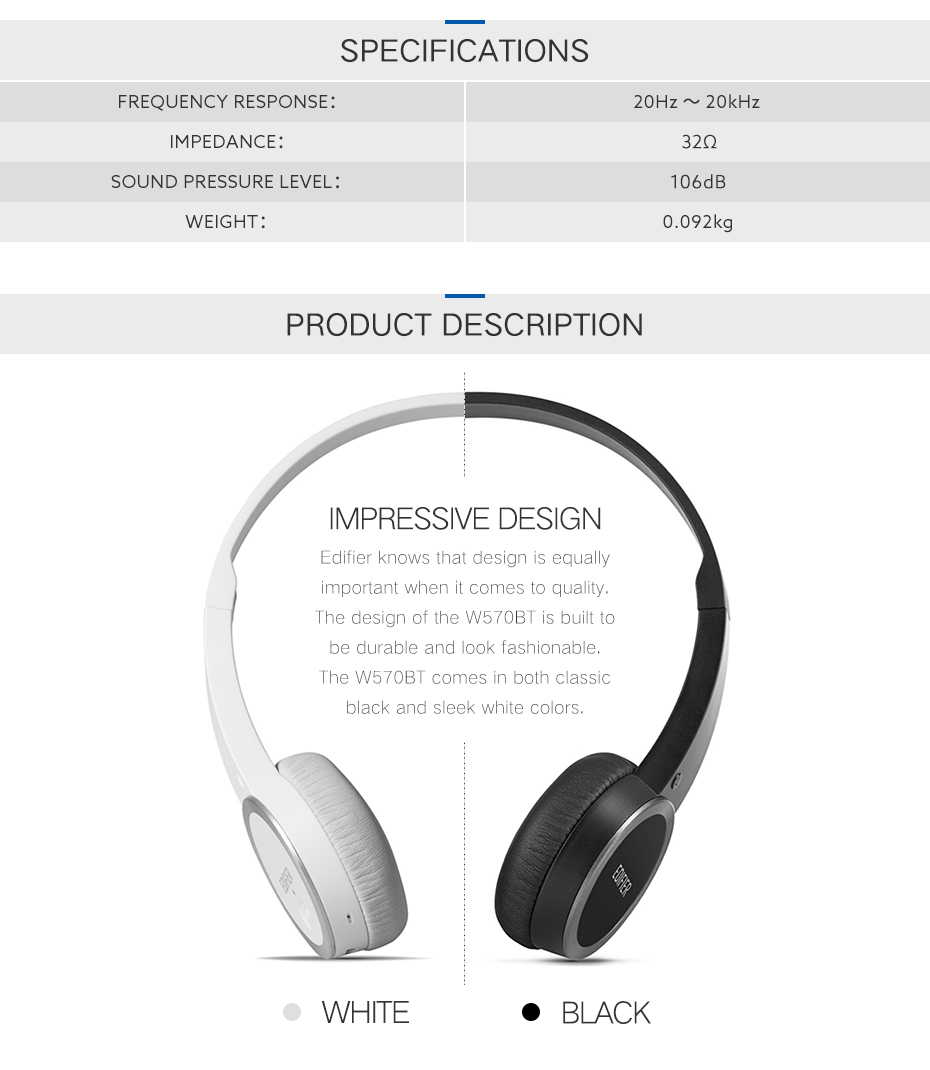 SPECIFICATIONS
FREQUENCY RESPONSE: 20Hz ～ 20kHz
IMPEDANCE: 32Ω
SOUND PRESSURE LEVEL: 106dB
WEIGHT: 0.092kg
PRODUCT DESCRIPTION
IMPRESSIVE DESIGN
Edifier knows that design is equally
important when it comes to quality.
The design of the W570BT is built to
be durable and look fashionable.
The W570BT comes in both classic
black and sleek white colors.
EDIFIER
EDIFIER
WHITE
BLACK